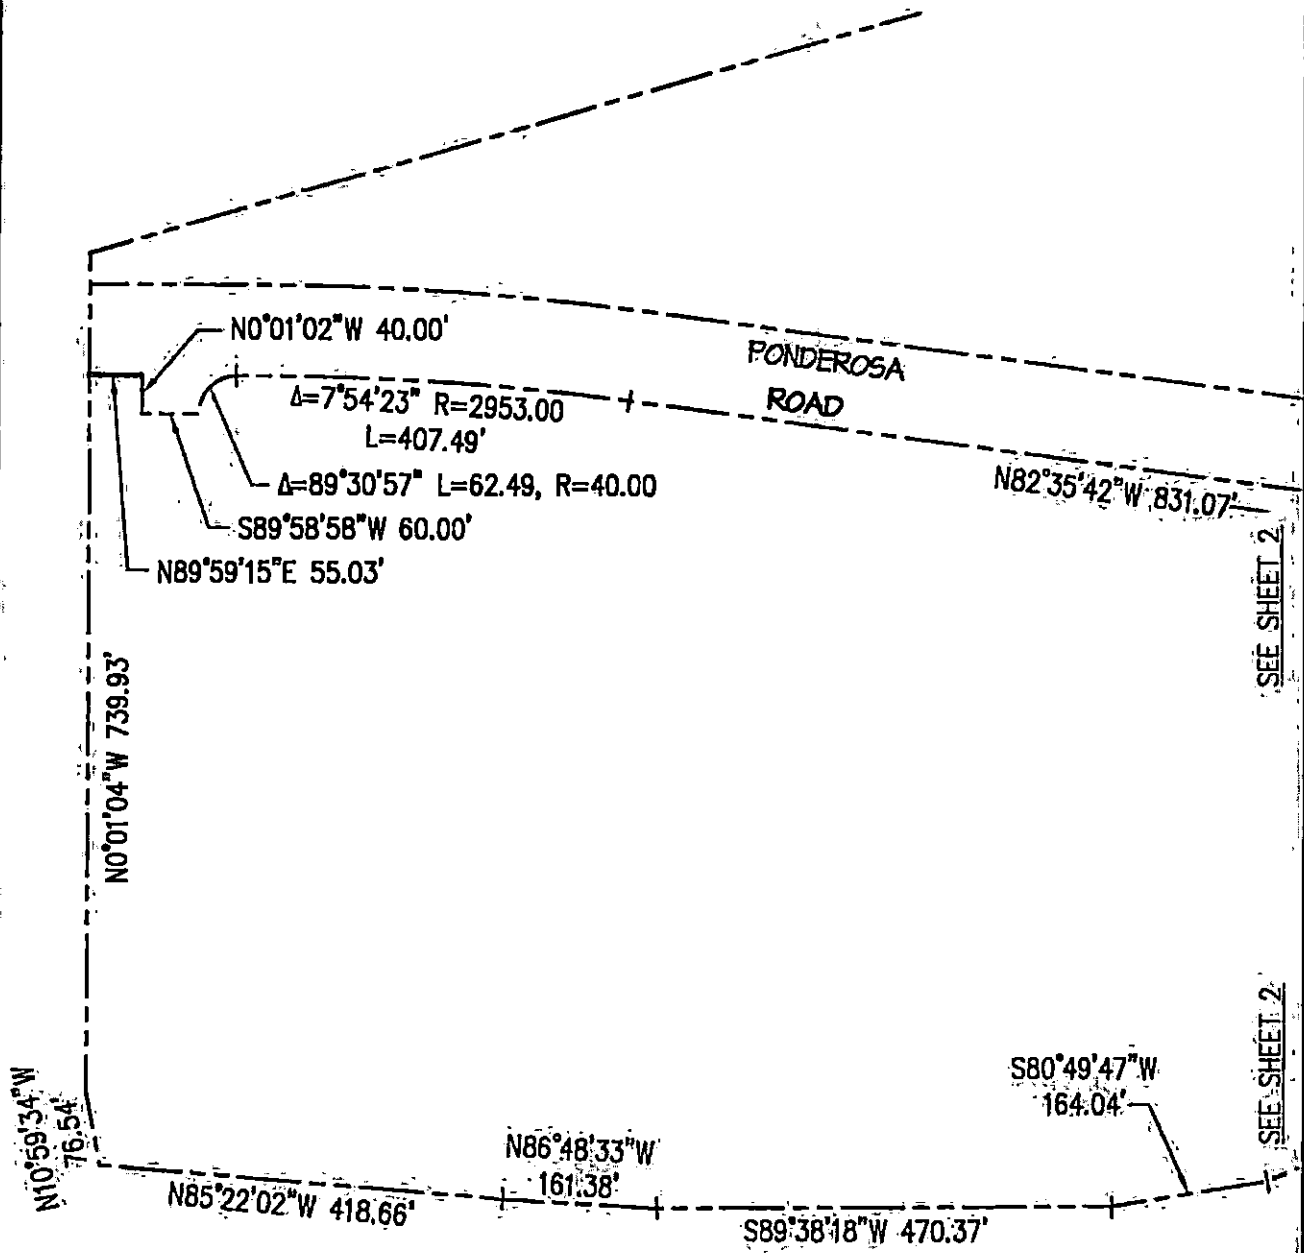 N0°01'02"W 40.00'
PONDEROSA
ROAD
Δ=7°54'23" R=2953.00
L=407.49'
Δ=89°30'57" L=62.49, R=40.00
N82°35'42"W 831.07'
S89°58'58"W 60.00'
N89°59'15"E 55.03'
SEE SHEET 2
N0°01'04"W 739.93'
SEE SHEET 2
S80°49'47"W
164.04'
N10°59'34"W
76.54'
N86°48'33"W
161.38'
N85°22'02"W 418.66'
S89°38'18"W 470.37'